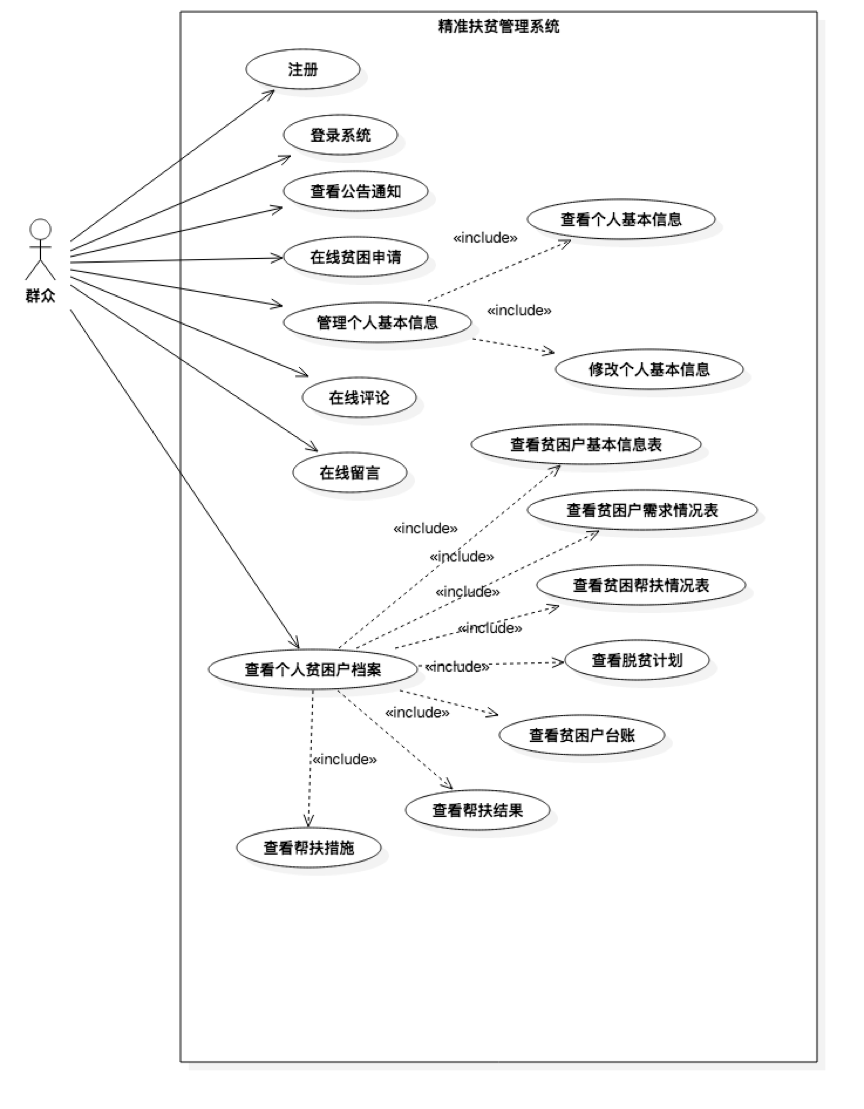 精准扶贫管理系统
注册
登录系统
查看公告通知
查看个人基本信息
«include»
在线贫困申请
群众
管理个人基本信息
«include»
修改个人基本信息
在线评论
查看贫困户基本信息表
在线留言
查看贫困户需求情况表
«include»
«include»
查看贫困帮扶情况表
«include»
«include»
查看个人贫困户档案
«include»
查看脱贫计划
«include»
查看贫困户台账
«include»
查看帮扶结果
查看帮扶措施